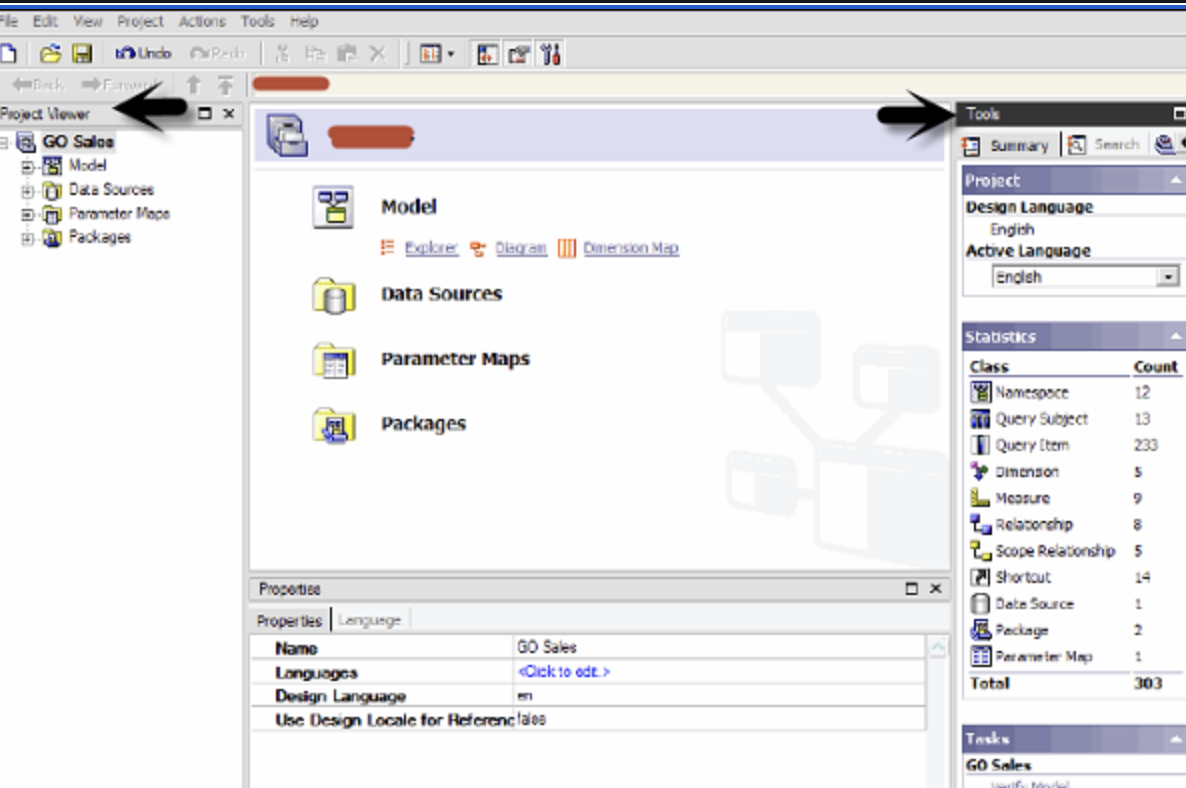 File Edit View Project Actions Tools Help
Undo Redo
Back Forward
Project Viewer
GO Sales
Model
Data Sources
Parameter Maps
Packages
Model
Explorer Diagram Dimension Map
Data Sources
Parameter Maps
Packages
Properties
Properties Language
Name GO Sales
Languages <Click to edit.>
Design Language en
Use Design Locale for Referenc false
Tools
Summary Search
Project
Design Language
English
Active Language
English
Statistics
Class Count
Namespace 12
Query Subject 13
Query Item 233
Dimension 5
Measure 9
Relationship 8
Scope Relationship 5
Shortcut 14
Data Source 1
Package 2
Parameter Map 1
Total 303
Tasks
GO Sales
Verify Model